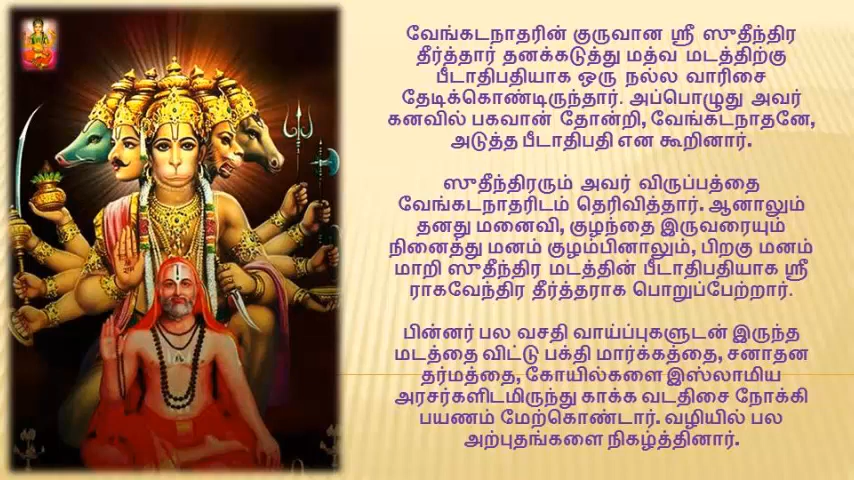 வேங்கடநாதரின் குருவான ஸ்ரீ ஸுதீந்திர
தீர்த்தார் தனக்கடுத்து மத்வ மடத்திற்கு
பீடாதிபதியாக ஒரு நல்ல வாரிசை
தேடிக்கொண்டிருந்தார். அப்பொழுது அவர்
கனவில் பகவான் தோன்றி, வேங்கடநாதனே,
அடுத்த பீடாதிபதி என கூறினார்.
ஸுதீந்திரரும் அவர் விருப்பத்தை
வேங்கடநாதரிடம் தெரிவித்தார். ஆனாலும்
தனது மனைவி, குழந்தை இருவரையும்
நினைத்து மனம் குழம்பினாலும், பிறகு மனம்
மாறி ஸுதீந்திர மடத்தின் பீடாதிபதியாக ஸ்ரீ
ராகவேந்திர தீர்த்தராக பொறுப்பேற்றார்.
பின்னர் பல வசதி வாய்ப்புகளுடன் இருந்த
மடத்தை விட்டு பக்தி மார்க்கத்தை, சனாதன
தர்மத்தை, கோயில்களை இஸ்லாமிய
அரசர்களிடமிருந்து காக்க வடதிசை நோக்கி
பயணம் மேற்கொண்டார். வழியில் பல
அற்புதங்களை நிகழ்த்தினார்.